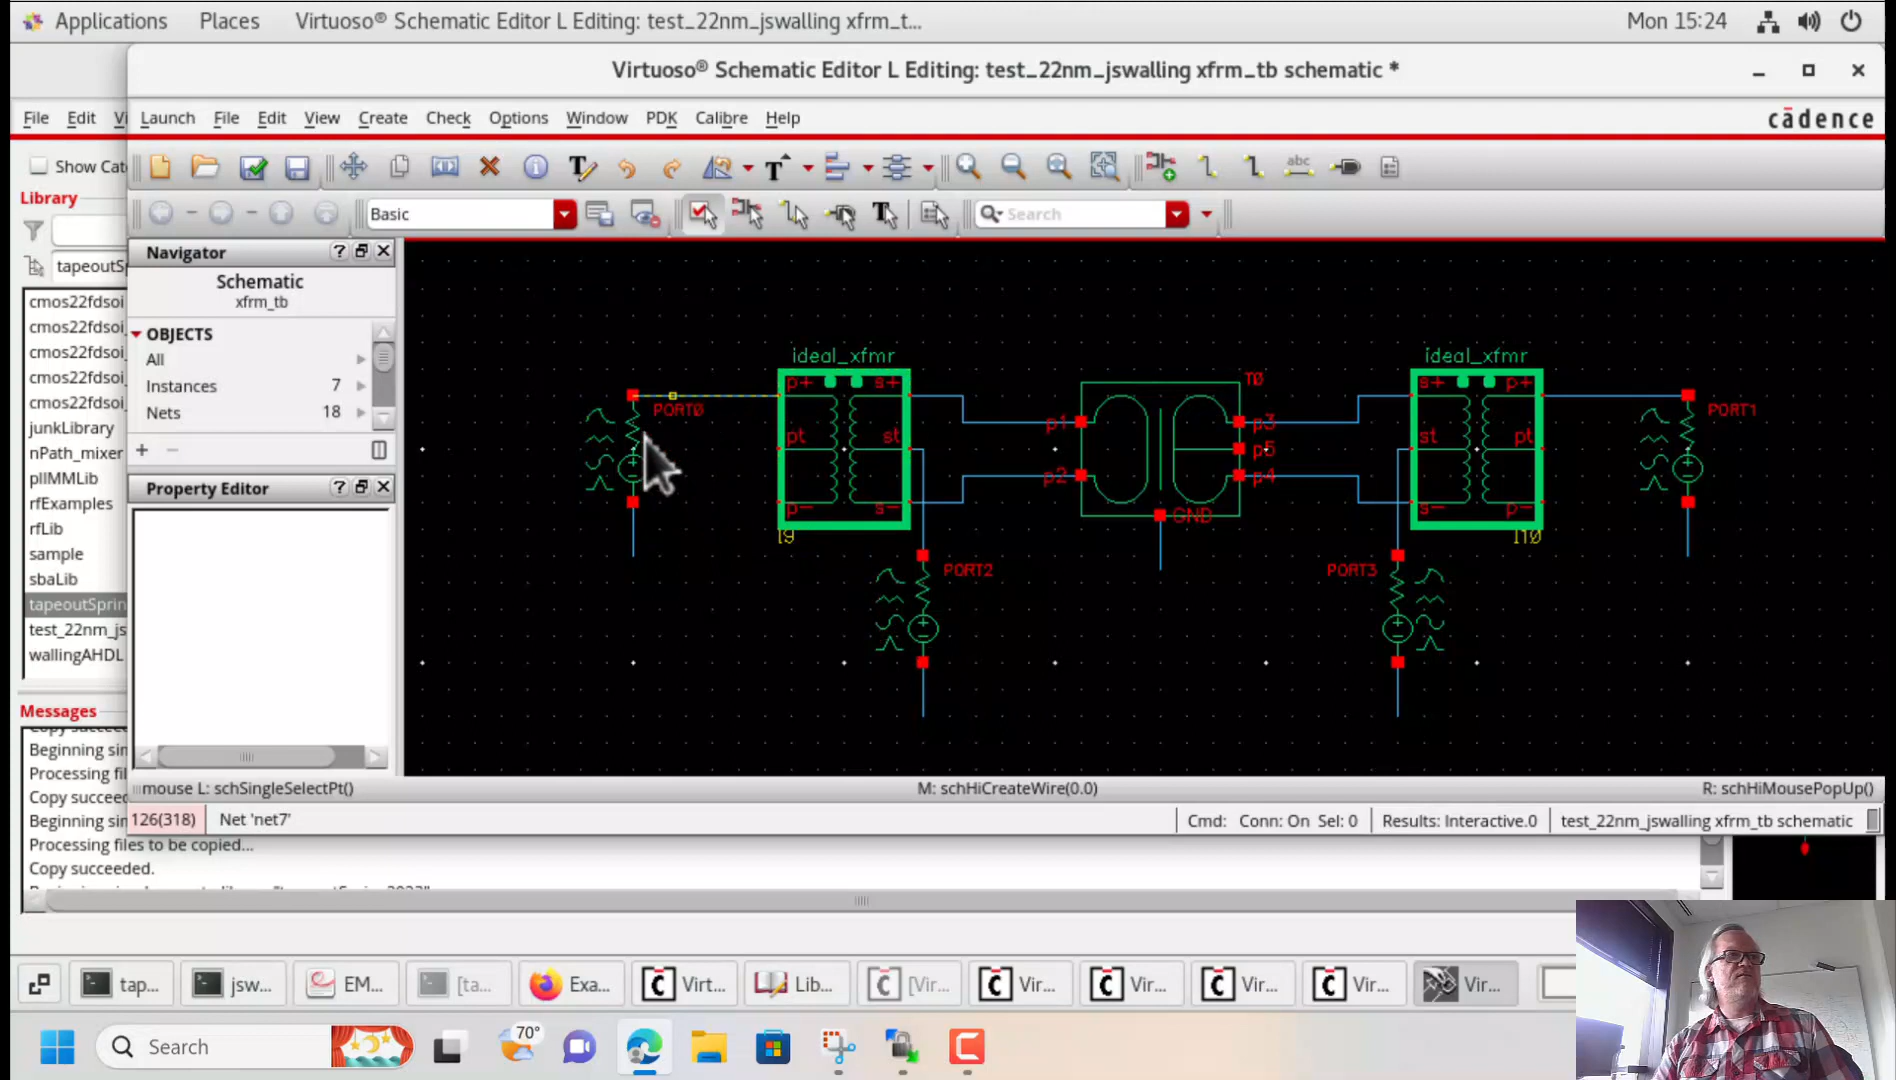 Applications Places Virtuoso® Schematic Editor L Editing: test_22nm_jswalling xfrm_t... Mon 15:24
Virtuoso® Schematic Editor L Editing: test_22nm_jswalling xfrm_tb schematic *
File Edit Launch File Edit View Create Check Options Window PDK Calibre Help cādence
Show Cat
Basic Search
Library
Navigator
tapeoutS
Schematic
xfrm_tb
OBJECTS
All
Instances 7
Nets 18
cmos22fdsoi
cmos22fdsoi
cmos22fdsoi
cmos22fdsoi
cmos22fdsoi
junkLibrary
nPath_mixer
pllMMLib
rfExamples
rfLib
sample
sbaLib
tapeoutSprin
test_22nm_js
wallingAHDL
Property Editor
ideal_xfmr
p+ s+
pt st
p- s-
I9
PORT0
T0
p1 p3
p5
p2 p4
GND
ideal_xfmr
s+ p+
st pt
s- p-
I10
PORT1
PORT2
PORT3
Messages
Beginning sim
Processing fil
Copy succeed
Beginning sim
Processing files to be copied...
Copy succeeded.
mouse L: schSingleSelectPt() M: schHiCreateWire(0.0) R: schHiMousePopUp()
126(318) Net 'net7' Cmd: Conn: On Sel: 0 Results: Interactive.0 test_22nm_jswalling xfrm_tb schematic
tap... jsw... EM... [ta... Exa... Virt... Lib... [Vir... Vir... Vir... Vir... Vir... Vir...
Search 70°